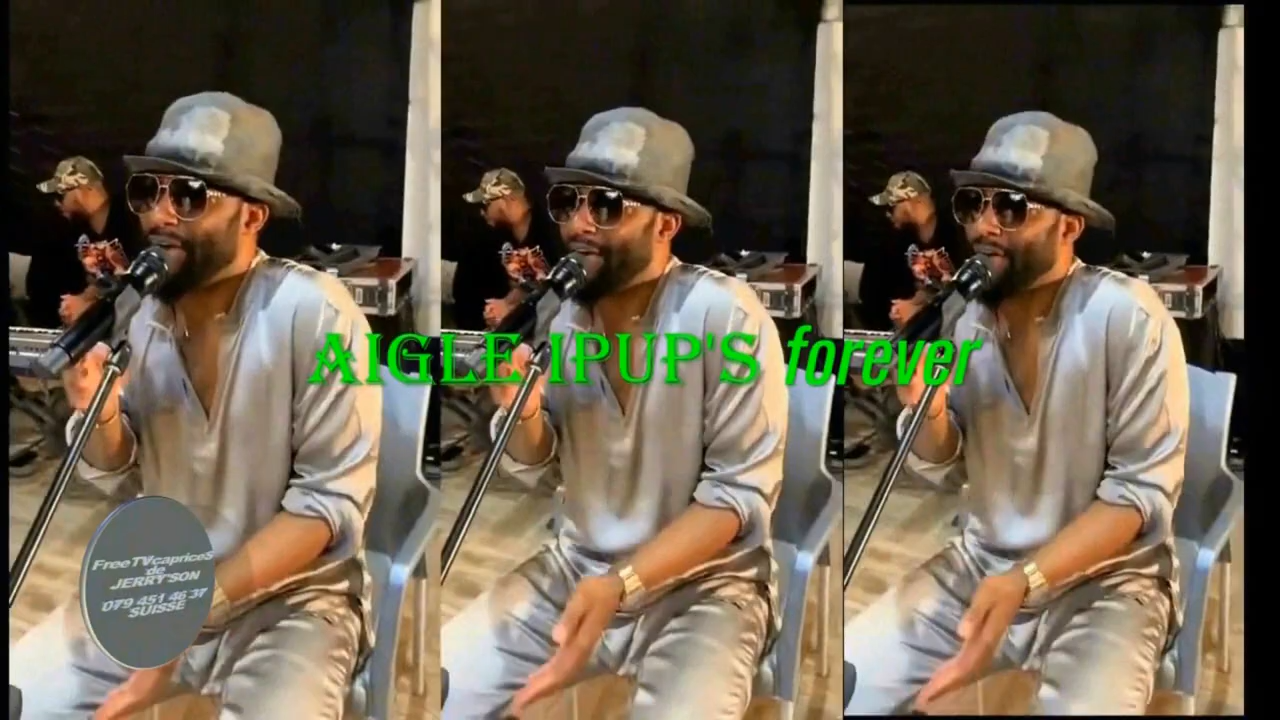 AIGLE IPUP'S forever
FreeTVcapriceS
de
JERRY'SON
079 451 46 37
SUISSE